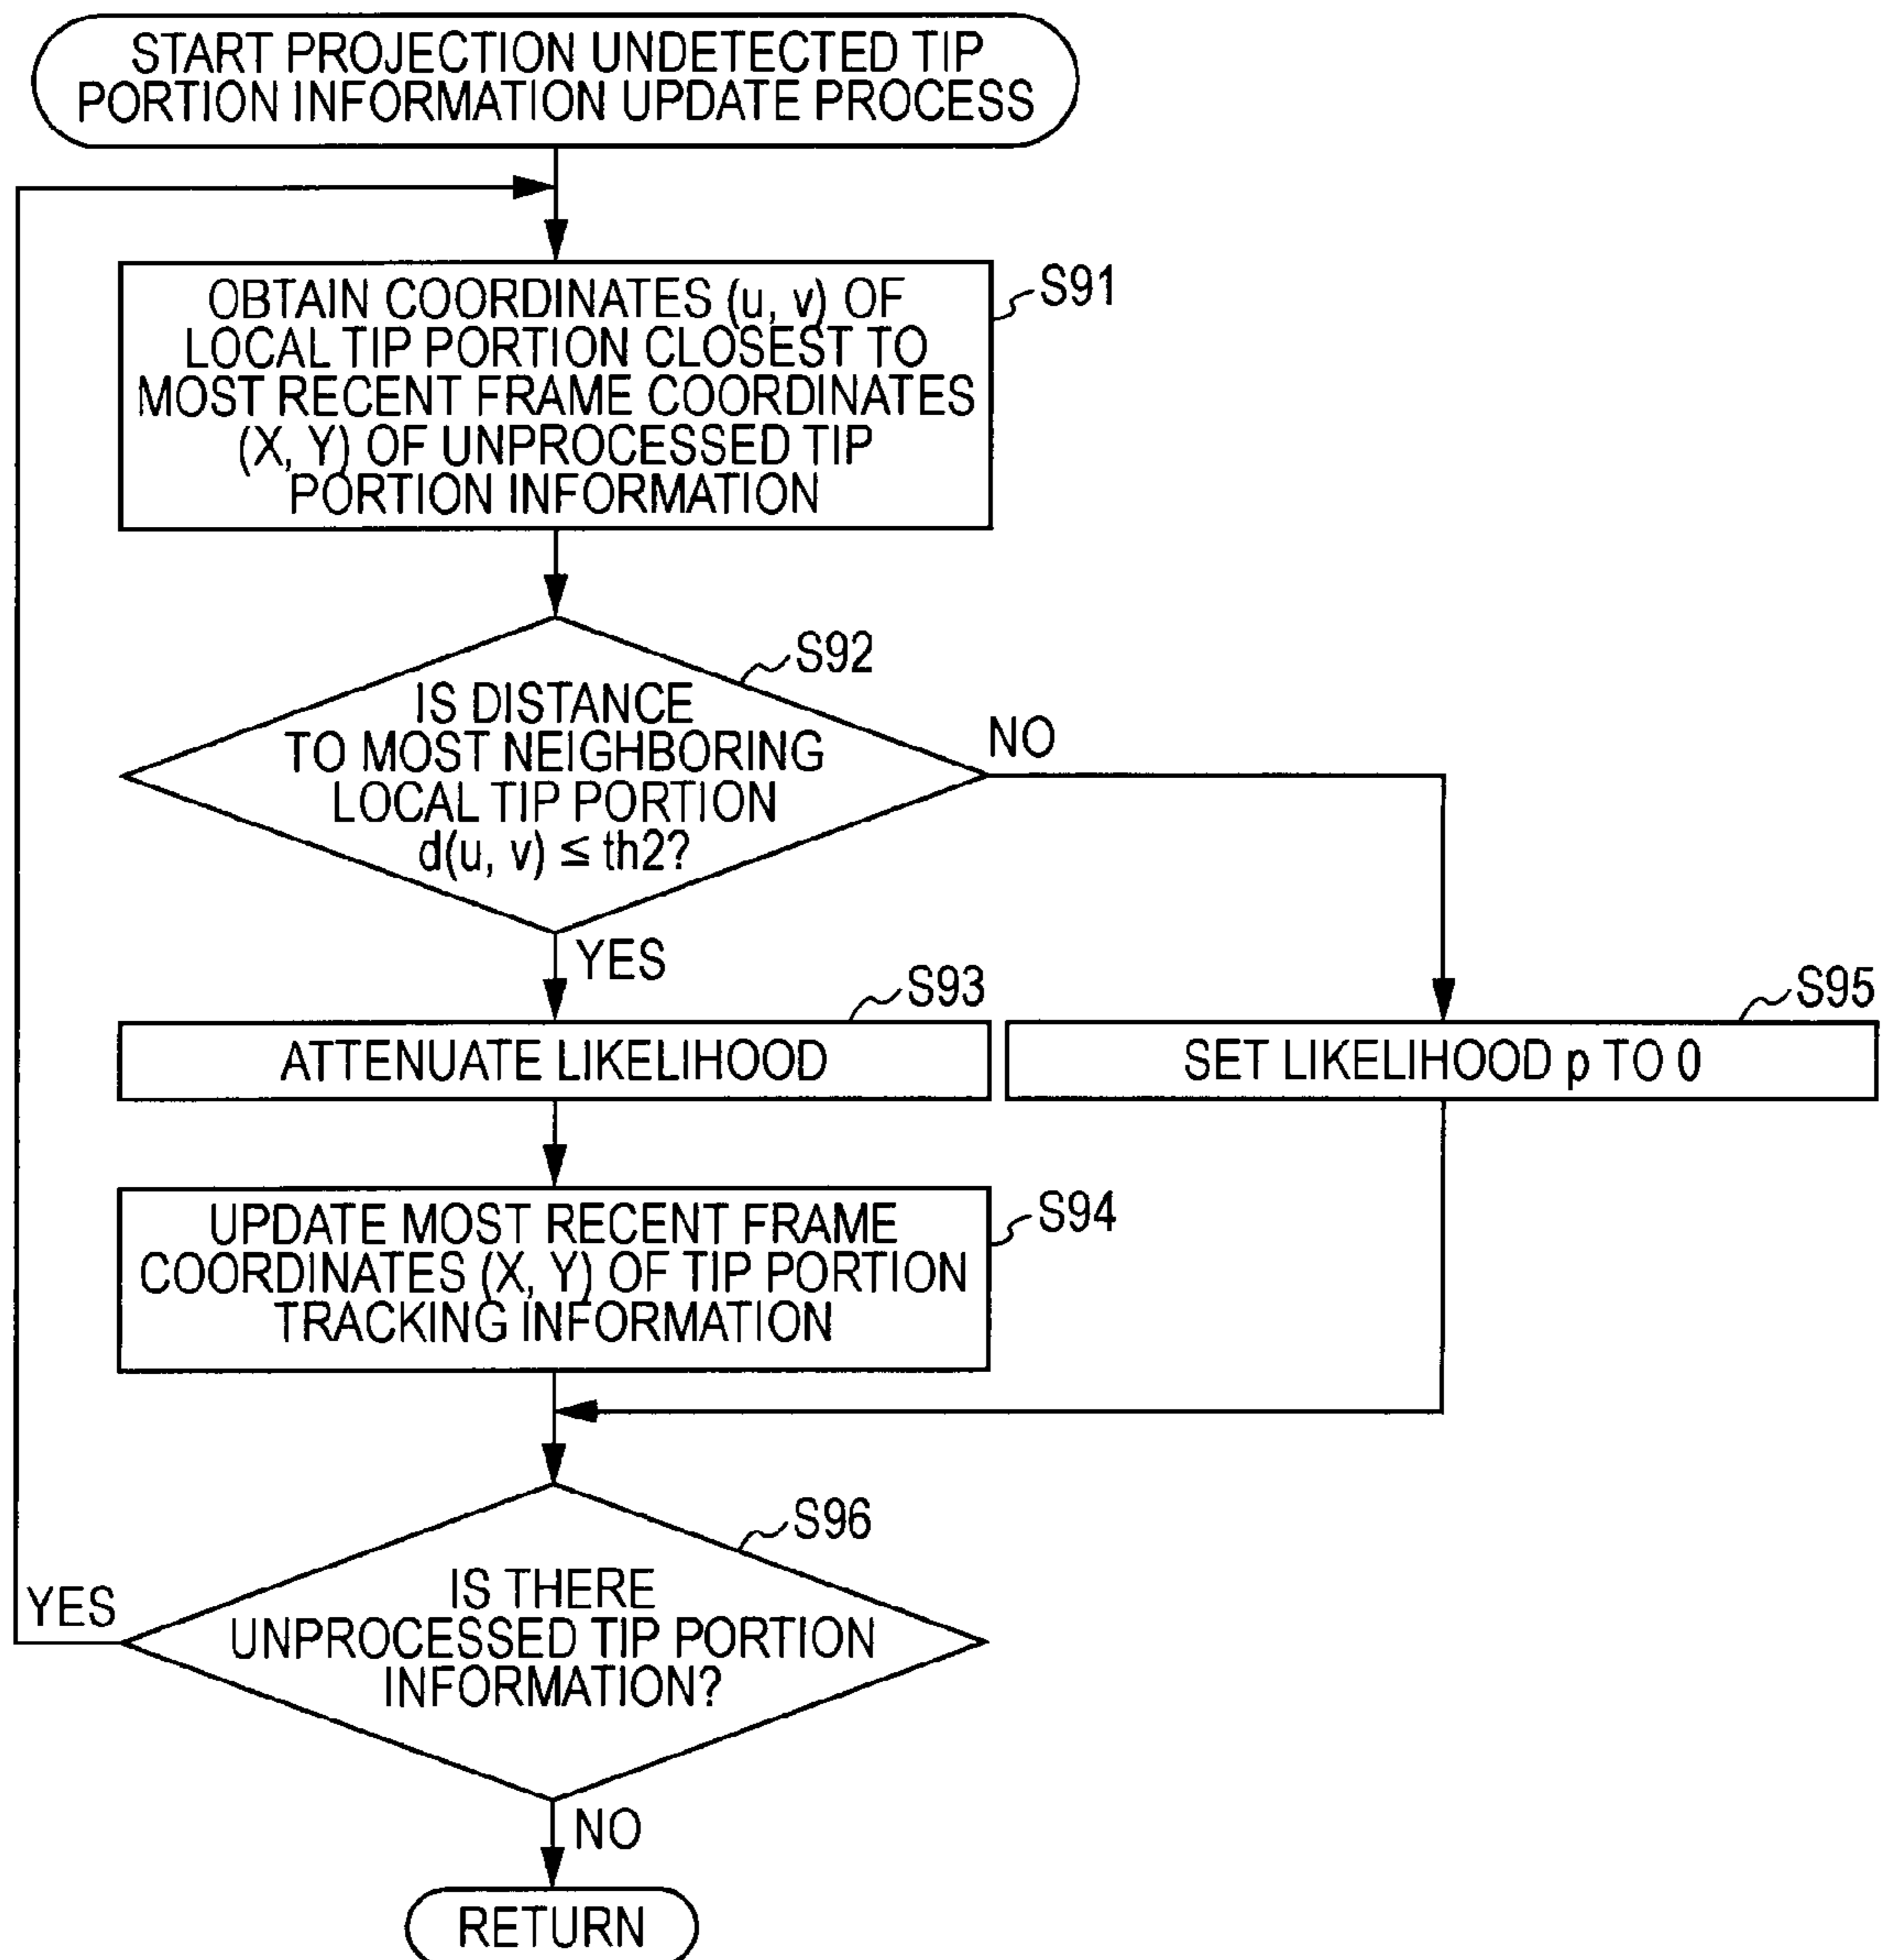 START PROJECTION UNDETECTED TIP
PORTION INFORMATION UPDATE PROCESS
OBTAIN COORDINATES (u, v) OF
LOCAL TIP PORTION CLOSEST TO
MOST RECENT FRAME COORDINATES
(X, Y) OF UNPROCESSED TIP
PORTION INFORMATION
S91
S92
IS DISTANCE
TO MOST NEIGHBORING
LOCAL TIP PORTION
d(u, v) ≤ th2?
NO
YES
S93
ATTENUATE LIKELIHOOD
S95
SET LIKELIHOOD p TO 0
UPDATE MOST RECENT FRAME
COORDINATES (X, Y) OF TIP PORTION
TRACKING INFORMATION
S94
S96
IS THERE
UNPROCESSED TIP PORTION
INFORMATION?
YES
NO
RETURN